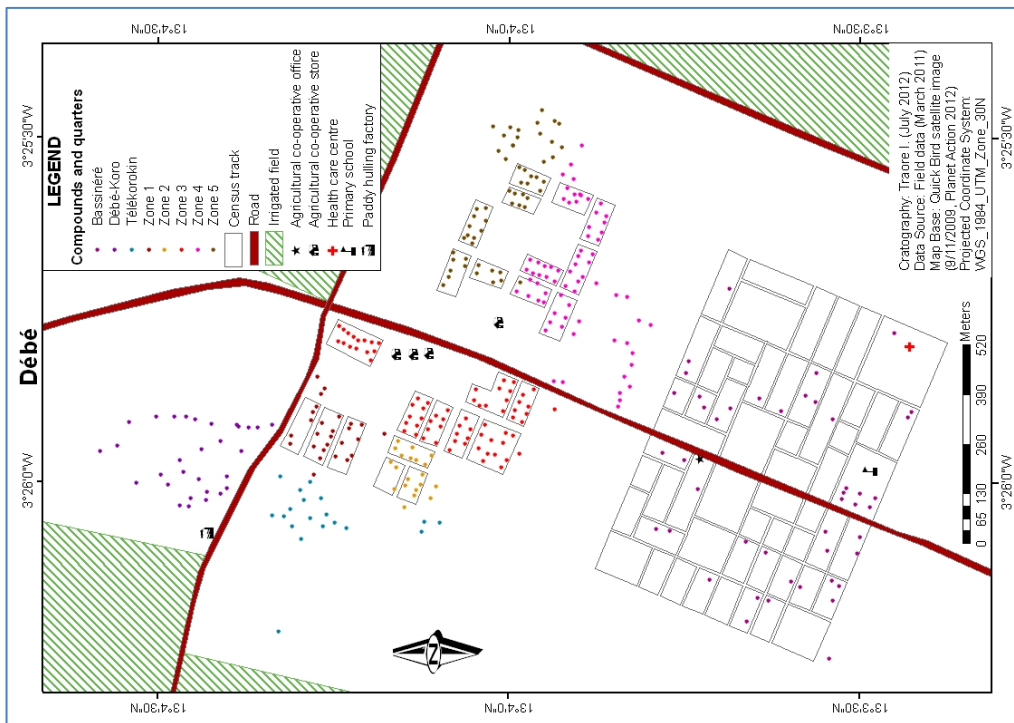 Débé
13°4'30"N
13°4'0"N
13°3'30"N
3°25'30"W
3°26'0"W
LEGEND
Compounds and quarters
Bassinéré
Débé-Koro
Télékorokin
Zone 1
Zone 2
Zone 3
Zone 4
Zone 5
Census track
Road
Irrigated field
Agricultural co-operative office
Agricultural co-operative store
Health care centre
Primary school
Paddy hulling factory
N
Cratography: Traore I. (July 2012)
Data Source: Field data (March 2011)
Map Base: Quick Bird satellite image
(9/11/2009, Planet Action 2012)
Projected Coordinate System:
WGS_1984_UTM_Zone_30N
0 65 130 260 390 520
Meters
13°4'30"N
13°4'0"N
13°3'30"N
3°25'30"W
3°26'0"W